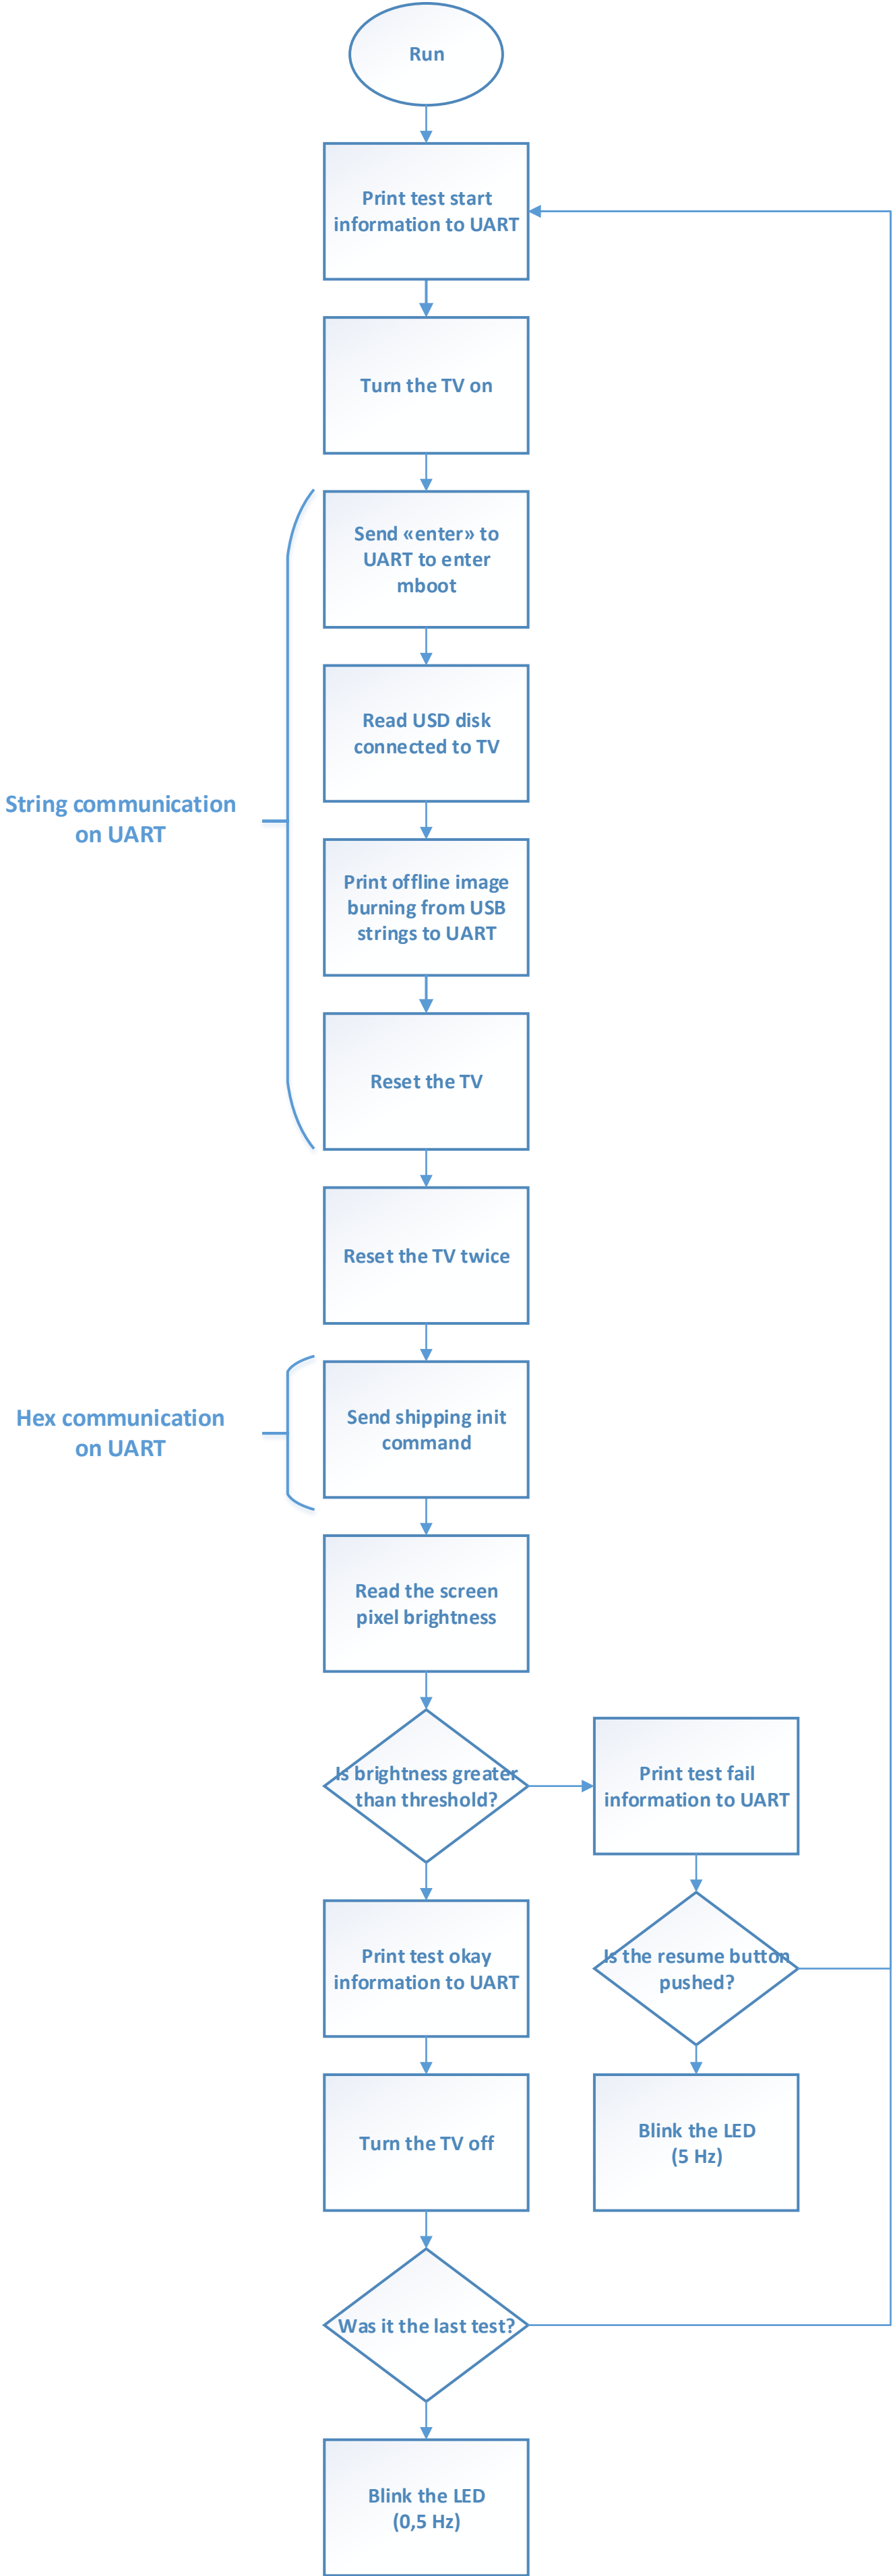 Run
Print test start
information to UART
Turn the TV on
Send «enter» to
UART to enter
mboot
Read USD disk
connected to TV
String communication
on UART
Print offline image
burning from USB
strings to UART
Reset the TV
Reset the TV twice
Hex communication
on UART
Send shipping init
command
Read the screen
pixel brightness
Is brightness greater
than threshold?
Print test fail
information to UART
Print test okay
information to UART
Is the resume button
pushed?
Turn the TV off
Blink the LED
(5 Hz)
Was it the last test?
Blink the LED
(0,5 Hz)